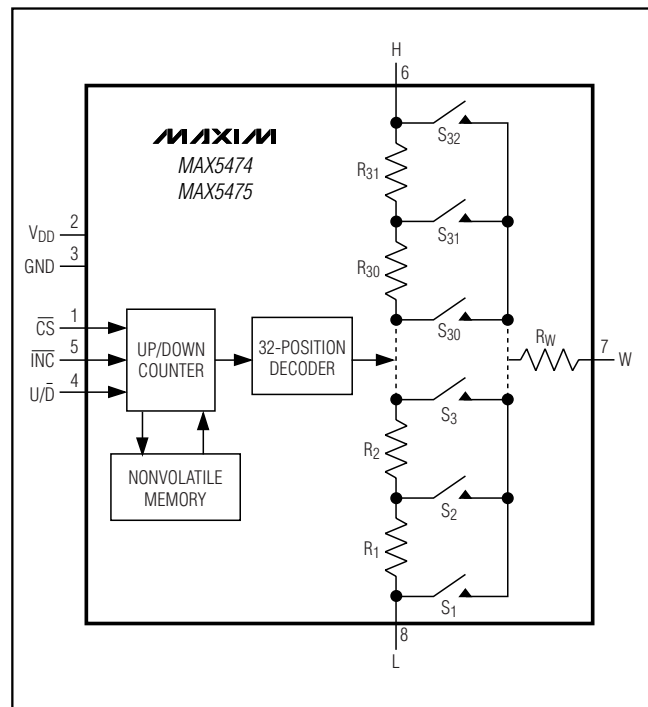 H
6
MAXIM
MAX5474
MAX5475
S32
R31
VDD 2
GND 3
S31
R30
CS 1
INC 5
U/D 4
UP/DOWN
COUNTER
32-POSITION
DECODER
S30
RW
7
W
S3
R2
NONVOLATILE
MEMORY
S2
R1
S1
8
L